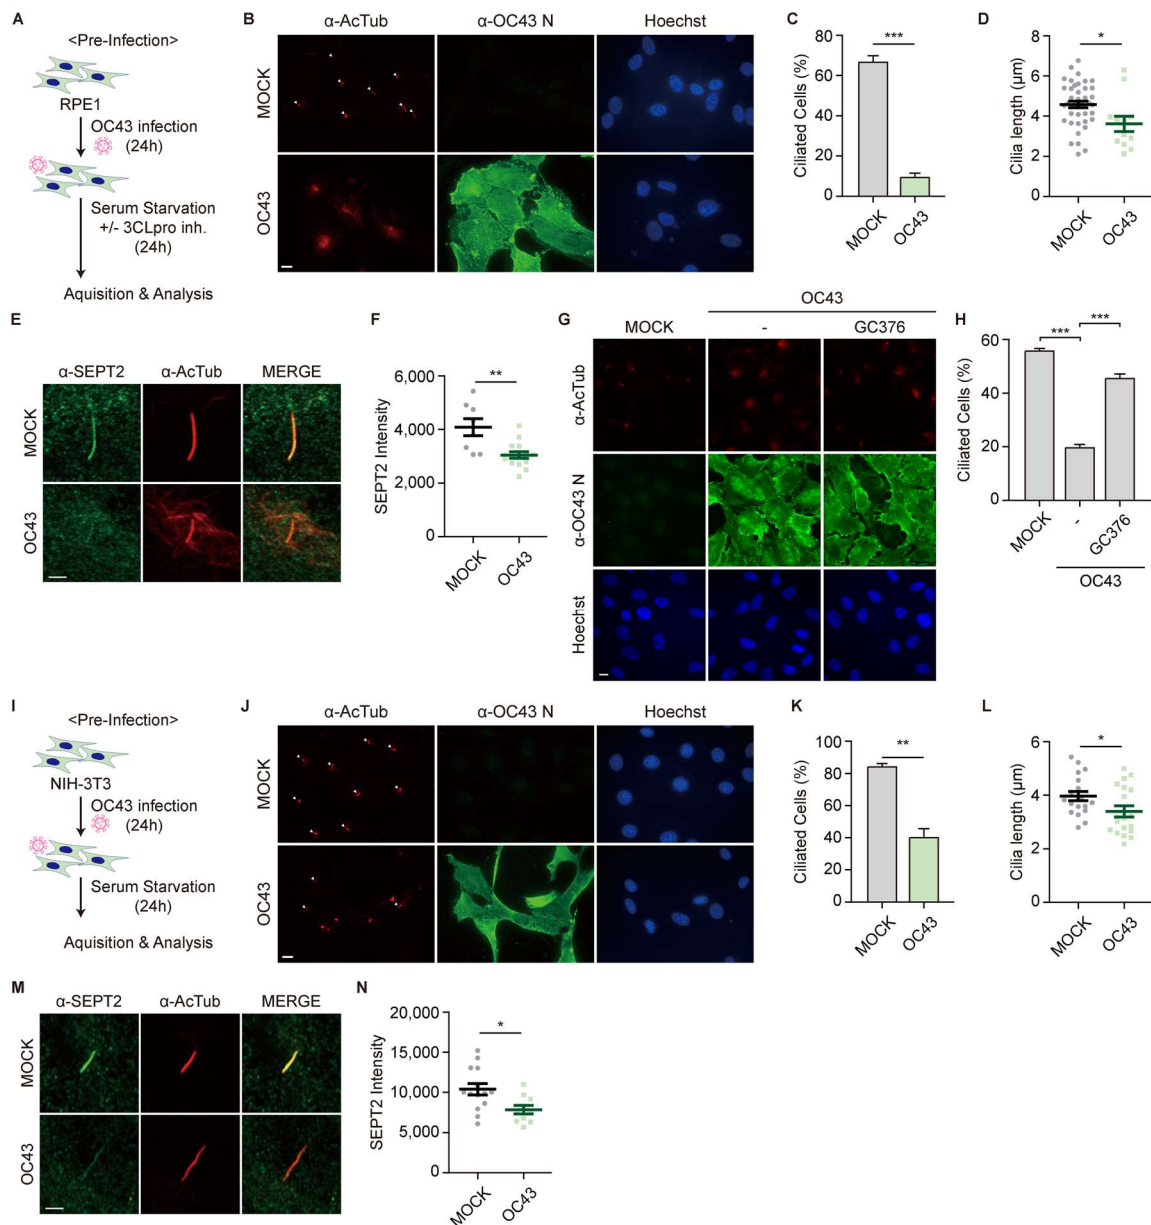 A
<Pre-Infection>
RPE1
OC43 infection
(24h)
Serum Starvation
+/- 3CLpro inh.
(24h)
Aquisition & Analysis
B
α-AcTub
α-OC43 N
Hoechst
MOCK
OC43
C
Ciliated Cells (%)
80
60
40
20
0
***
MOCK
OC43
D
Cilia length (µm)
8
6
4
2
0
*
MOCK
OC43
E
α-SEPT2
α-AcTub
MERGE
MOCK
OC43
F
SEPT2 Intensity
6,000
4,000
2,000
0
**
MOCK
OC43
G
OC43
MOCK
-
GC376
α-AcTub
α-OC43 N
Hoechst
H
Ciliated Cells (%)
60
40
20
0
***
***
MOCK
-
GC376
OC43
I
<Pre-Infection>
NIH-3T3
OC43 infection
(24h)
Serum Starvation
(24h)
Aquisition & Analysis
J
α-AcTub
α-OC43 N
Hoechst
MOCK
OC43
K
Ciliated Cells (%)
100
80
60
40
20
0
**
MOCK
OC43
L
Cilia length (µm)
6
4
2
0
*
MOCK
OC43
M
α-SEPT2
α-AcTub
MERGE
MOCK
OC43
N
SEPT2 Intensity
20,000
15,000
10,000
5,000
0
*
MOCK
OC43